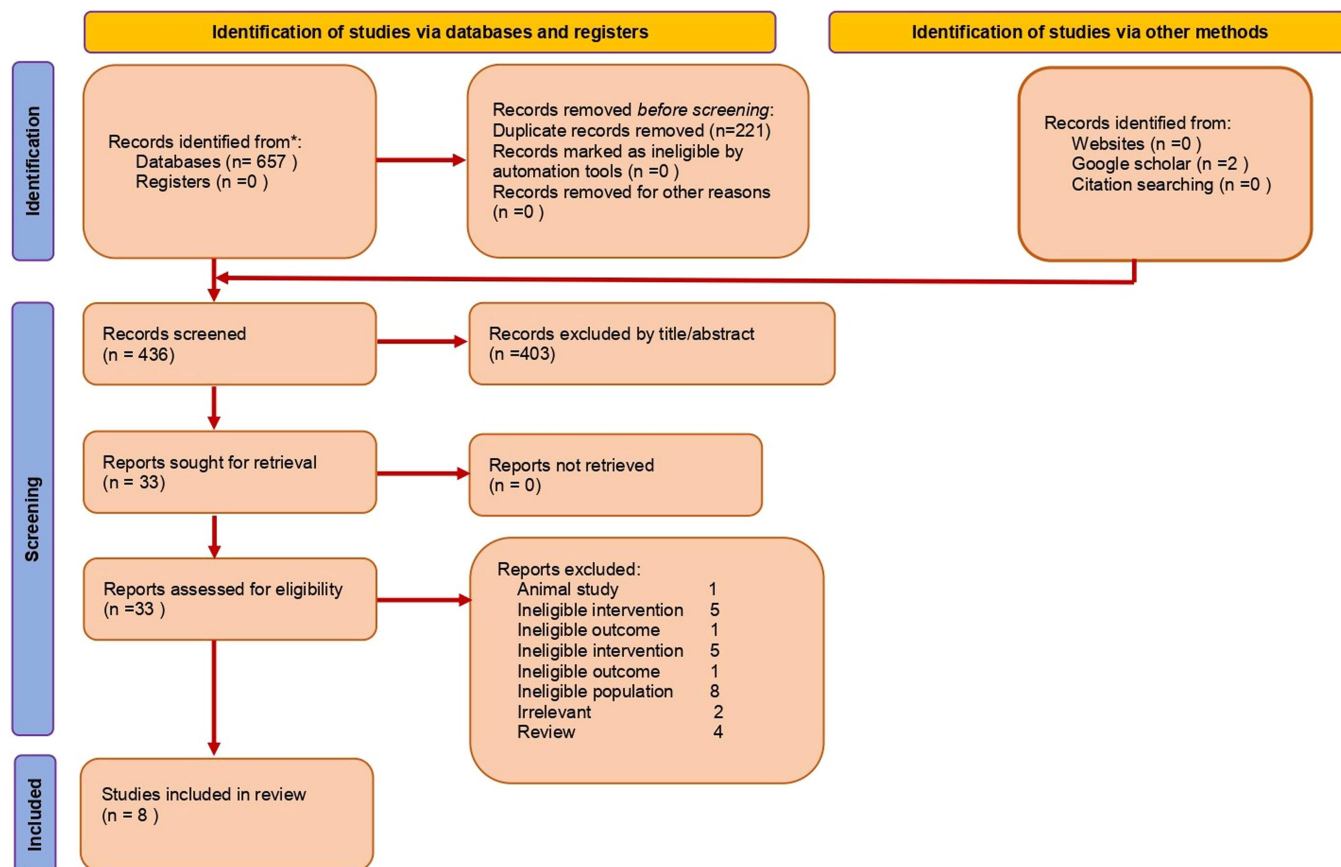 Identification of studies via databases and registers
Identification of studies via other methods
Identification
Records identified from*:
Databases (n= 657 )
Registers (n =0 )
Records removed before screening:
Duplicate records removed (n=221)
Records marked as ineligible by
automation tools (n =0 )
Records removed for other reasons
(n =0 )
Records identified from:
Websites (n =0 )
Google scholar (n =2 )
Citation searching (n =0 )
Screening
Records screened
(n = 436)
Records excluded by title/abstract
(n =403)
Reports sought for retrieval
(n = 33)
Reports not retrieved
(n = 0)
Reports assessed for eligibility
(n =33 )
Reports excluded:
Animal study 1
Ineligible intervention 5
Ineligible outcome 1
Ineligible intervention 5
Ineligible outcome 1
Ineligible population 8
Irrelevant 2
Review 4
Included
Studies included in review
(n = 8 )